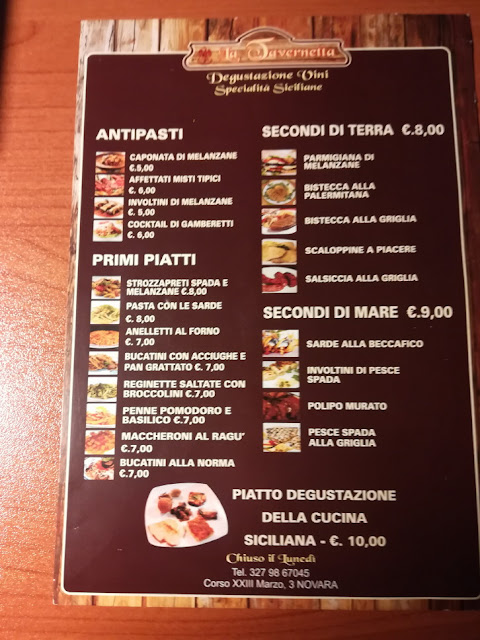 La Tavernetta
Degustazione Vini
Specialità Siciliane
ANTIPASTI
CAPONATA DI MELANZANE
€.5,00
AFFETTATI MISTI TIPICI
€. 6,00
INVOLTINI DI MELANZANE
€. 5,00
COCKTAIL DI GAMBERETTI
€. 6,00
PRIMI PIATTI
STROZZAPRETI SPADA E
MELANZANE €.8,00
PASTA CÒN LE SARDE
€. 8,00
ANELLETTI AL FORNO
€. 7,00
BUCATINI CON ACCIUGHE E
PAN GRATTATO €. 7,00
REGINETTE SALTATE CON
BROCCOLINI €.7,00
PENNE POMODORO E
BASILICO €.7,00
MACCHERONI AL RAGU'
€.7,00
BUCATINI ALLA NORMA
€.7,00
SECONDI DI TERRA €.8,00
PARMIGIANA DI
MELANZANE
BISTECCA ALLA
PALERMITANA
BISTECCA ALLA GRIGLIA
SCALOPPINE A PIACERE
SALSICCIA ALLA GRIGLIA
SECONDI DI MARE €.9,00
SARDE ALLA BECCAFICO
INVOLTINI DI PESCE
SPADA
POLIPO MURATO
PESCE SPADA
ALLA GRIGLIA
PIATTO DEGUSTAZIONE
DELLA CUCINA
SICILIANA - €. 10,00
Chiuso il Lunedì
Tel. 327 98 67045
Corso XXIII Marzo, 3 NOVARA